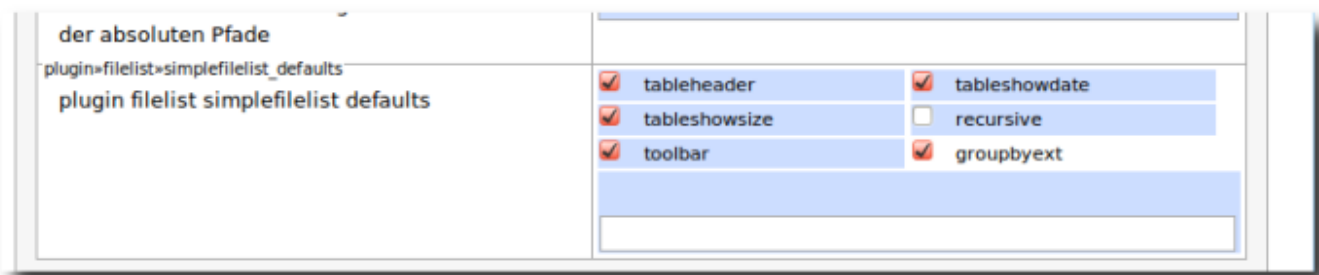 der absoluten Pfade
plugin»filelist»simplefilelist_defaults
plugin filelist simplefilelist defaults
tableheader tableshowdate
tableshowsize recursive
toolbar groupbyext